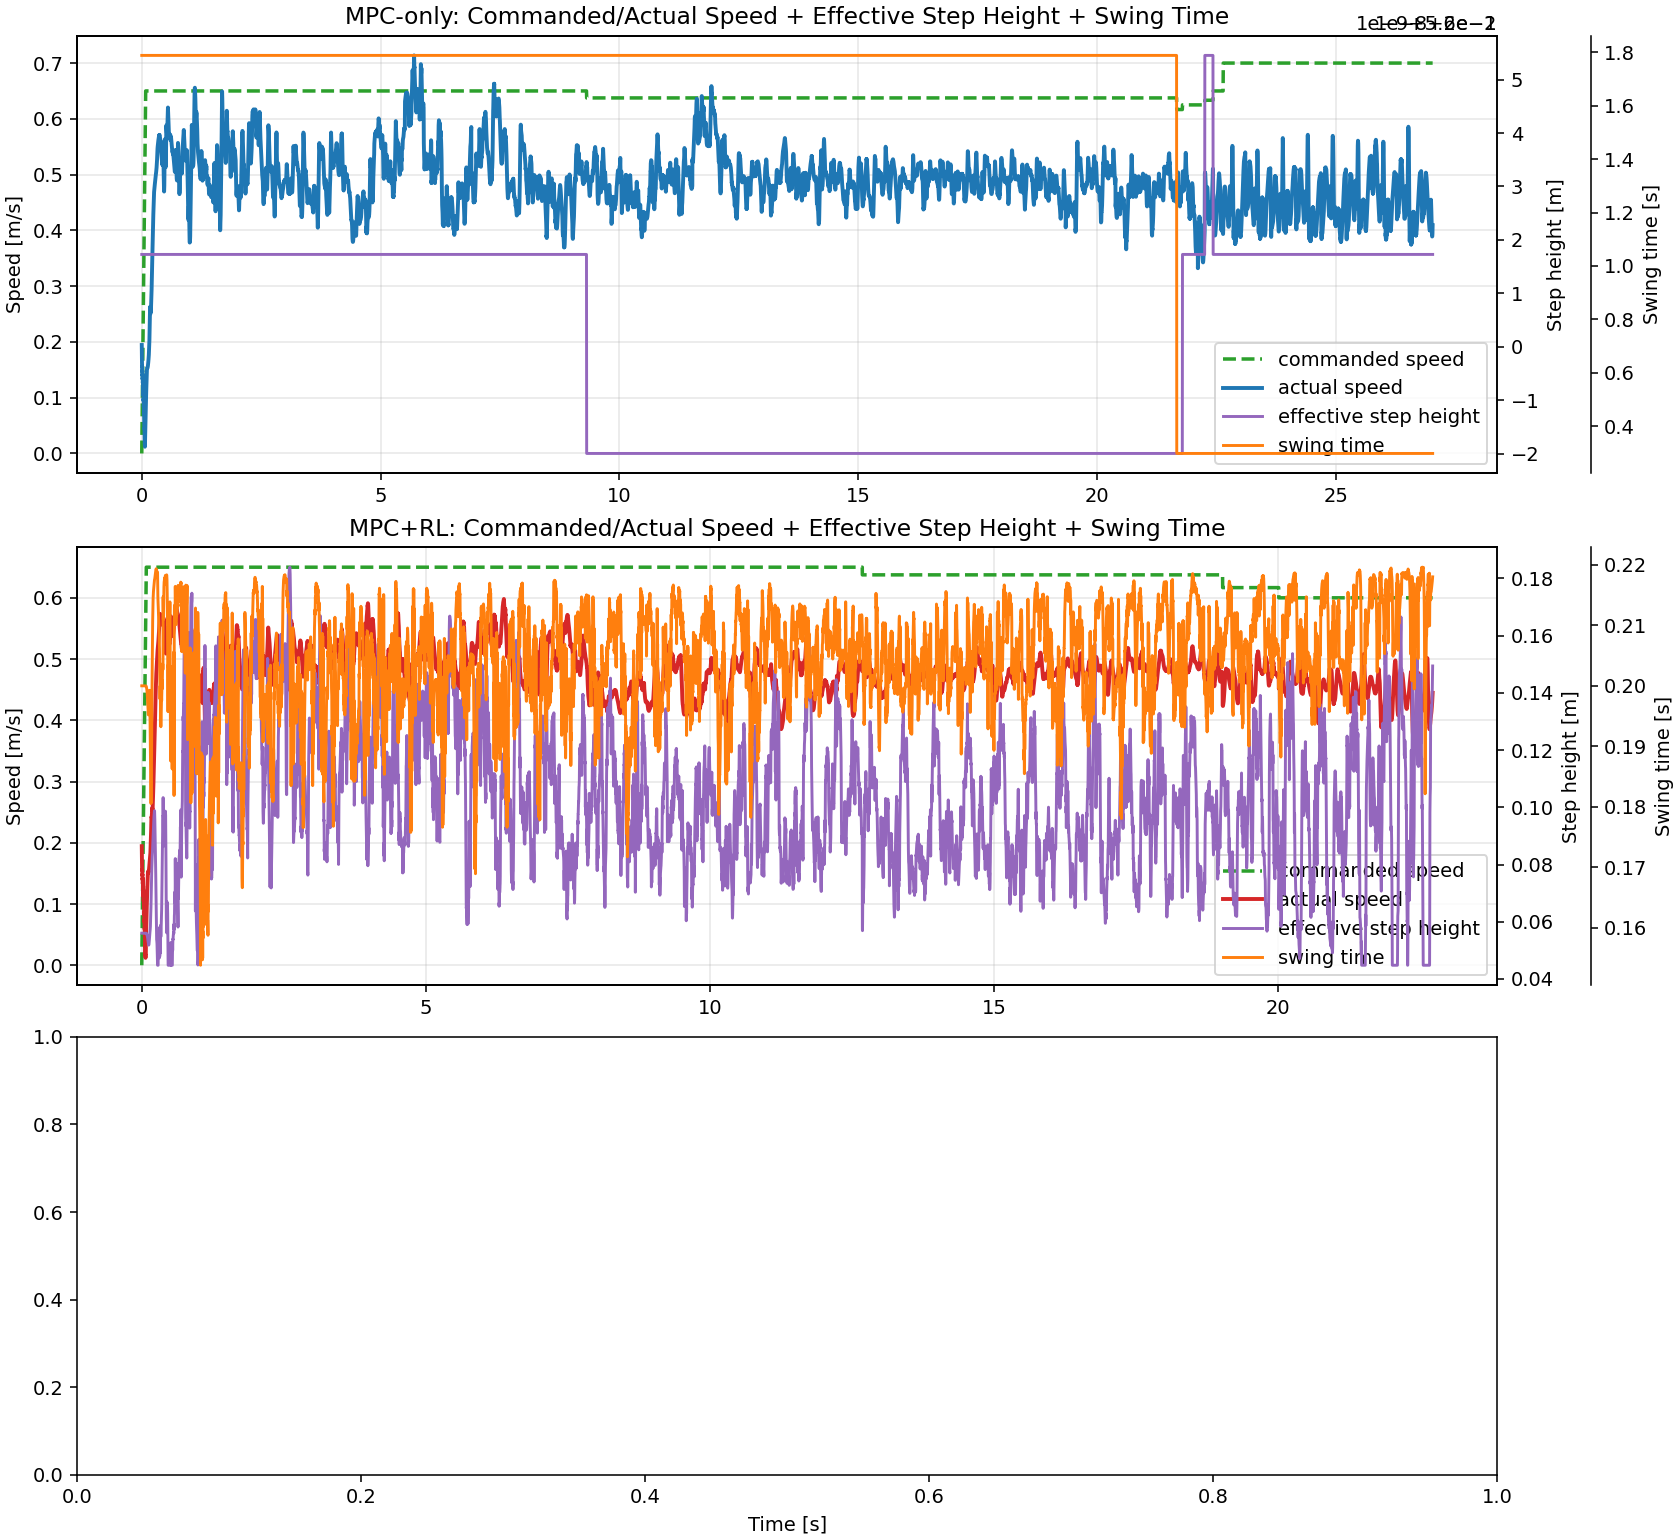 MPC-only: Commanded/Actual Speed + Effective Step Height + Swing Time
0.7
0.6
0.5
0.4
0.3
0.2
0.1
0.0
Speed [m/s]
5
4
3
2
1
0
−1
−2
Step height [m]
1.8
1.6
1.4
1.2
1.0
0.8
0.6
0.4
Swing time [s]
commanded speed
actual speed
effective step height
swing time
0 5 10 15 20 25
MPC+RL: Commanded/Actual Speed + Effective Step Height + Swing Time
0.6
0.5
0.4
0.3
0.2
0.1
0.0
Speed [m/s]
0.18
0.16
0.14
0.12
0.10
0.08
0.06
0.04
Step height [m]
0.22
0.21
0.20
0.19
0.18
0.17
0.16
Swing time [s]
commanded speed
actual speed
effective step height
swing time
0 5 10 15 20
1.0
0.8
0.6
0.4
0.2
0.0
0.0 0.2 0.4 0.6 0.8 1.0
Time [s]